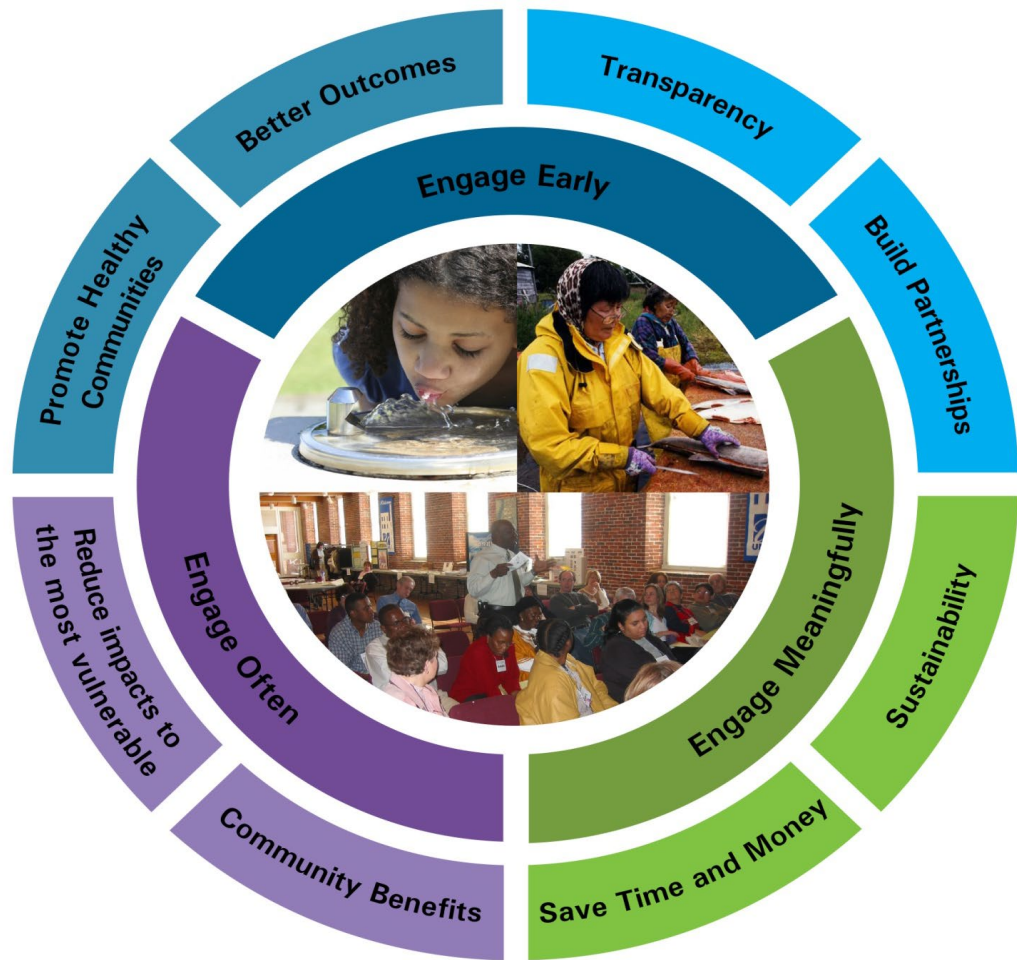 Better Outcomes
Transparency
Build Partnerships
Sustainability
Save Time and Money
Community Benefits
Reduce impacts to
the most vulnerable
Promote Healthy
Communities
Engage Early
Engage Meaningfully
Engage Often